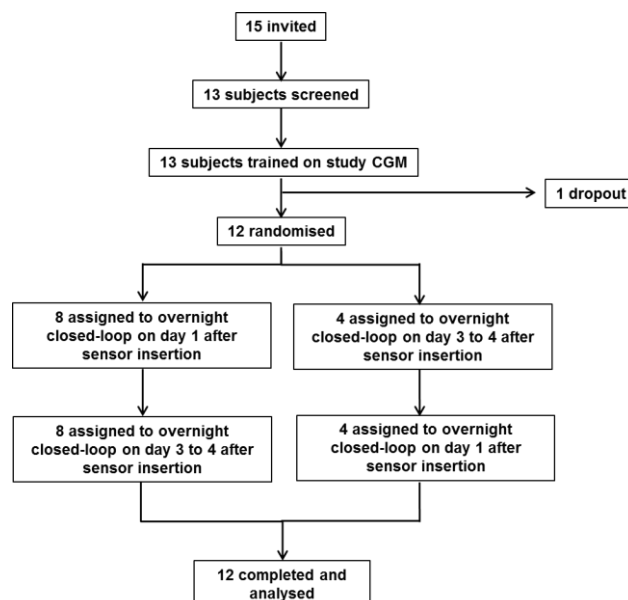 15 invited
13 subjects screened
13 subjects trained on study CGM
1 dropout
12 randomised
8 assigned to overnight
closed-loop on day 1 after
sensor insertion
4 assigned to overnight
closed-loop on day 3 to 4 after
sensor insertion
8 assigned to overnight
closed-loop on day 3 to 4 after
sensor insertion
4 assigned to overnight
closed-loop on day 1 after
sensor insertion
12 completed and
analysed